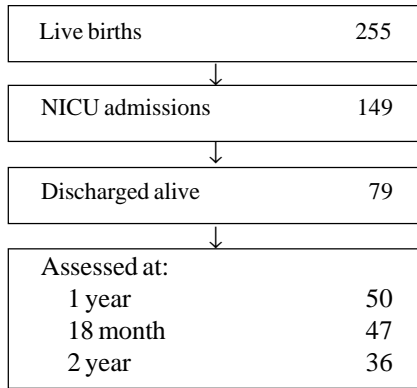 Live births 255
NICU admissions 149
Discharged alive 79
Assessed at:
1 year 50
18 month 47
2 year 36